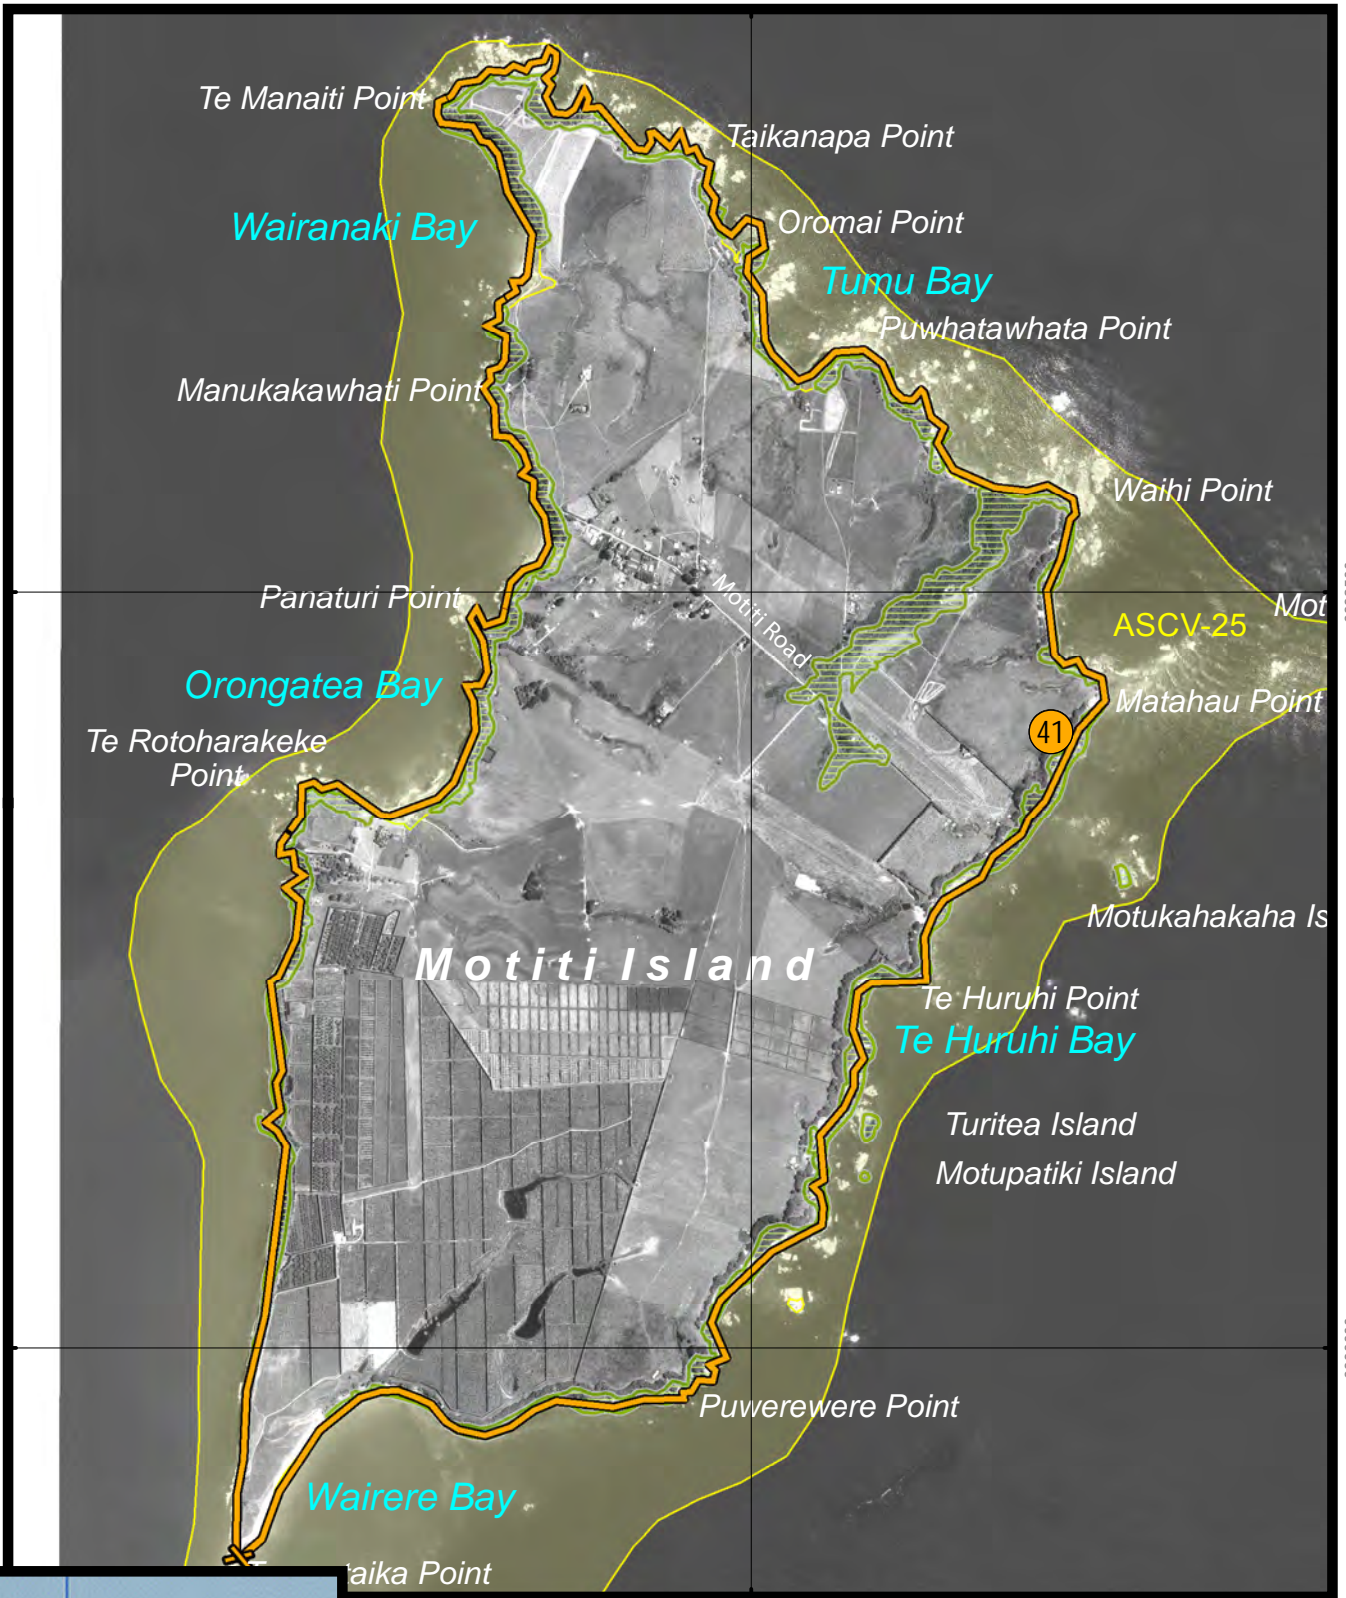 Te Manaiti Point
Taikanapa Point
Wairanaki Bay
Oromai Point
Tumu Bay
Puwhatawhata Point
Manukakawhati Point
Waihi Point
Panaturi Point
Motiti Road
Mot
ASCV-25
Orongatea Bay
Matahau Point
41
Te Rotoharakeke
Point
Motukahakaha Is
Motiti Island
Te Huruhi Point
Te Huruhi Bay
Turitea Island
Motupatiki Island
Puwerewere Point
Wairere Bay
taika Point